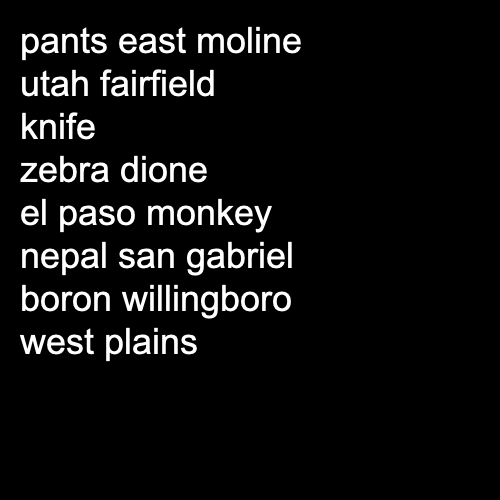 pants east moline
utah fairfield
knife
zebra dione
el paso monkey
nepal san gabriel
boron willingboro
west plains